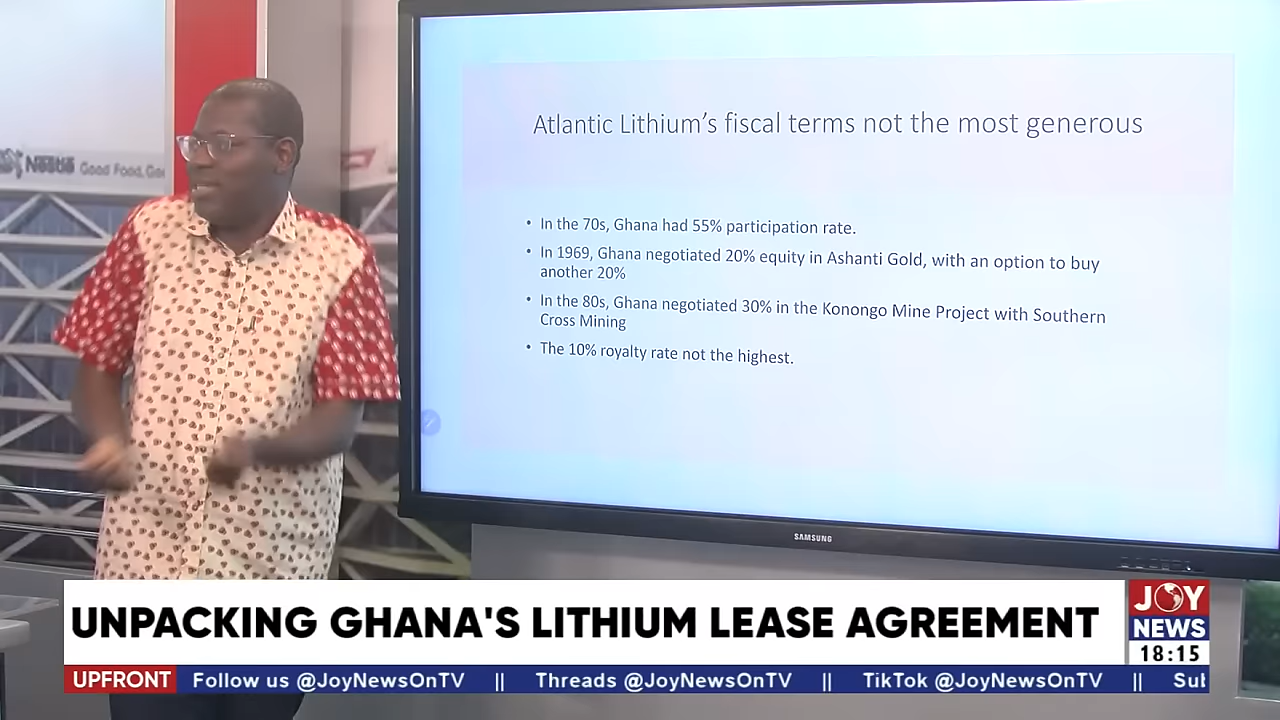 Nestlé Good Food, Goo
Atlantic Lithium’s fiscal terms not the most generous
• In the 70s, Ghana had 55% participation rate.
• In 1969, Ghana negotiated 20% equity in Ashanti Gold, with an option to buy
another 20%
• In the 80s, Ghana negotiated 30% in the Konongo Mine Project with Southern
Cross Mining
• The 10% royalty rate not the highest.
SAMSUNG
UNPACKING GHANA'S LITHIUM LEASE AGREEMENT
JOY
NEWS
18:15
UPFRONT Follow us @JoyNewsOnTV || Threads @JoyNewsOnTV || TikTok @JoyNewsOnTV || Sul